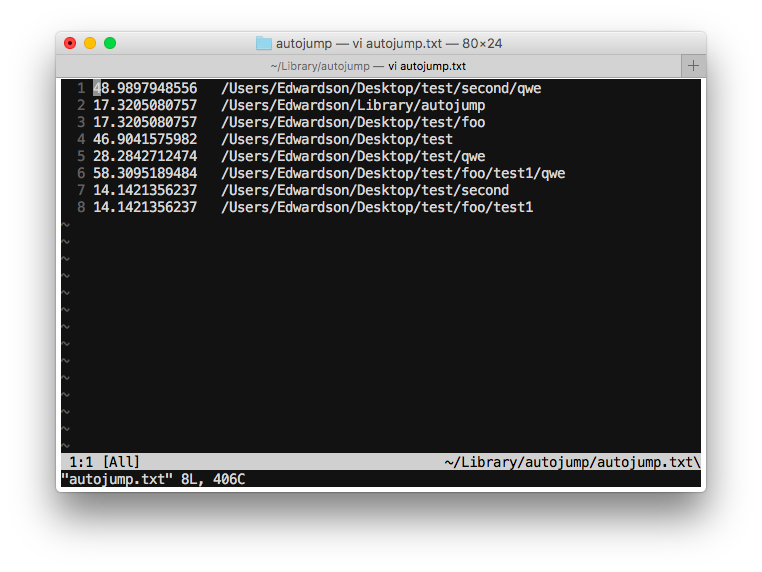 autojump — vi autojump.txt — 80×24
~/Library/autojump — vi autojump.txt +
1 48.9897948556 /Users/Edwardson/Desktop/test/second/qwe
2 17.3205080757 /Users/Edwardson/Library/autojump
3 17.3205080757 /Users/Edwardson/Desktop/test/foo
4 46.9041575982 /Users/Edwardson/Desktop/test
5 28.2842712474 /Users/Edwardson/Desktop/test/qwe
6 58.3095189484 /Users/Edwardson/Desktop/test/foo/test1/qwe
7 14.1421356237 /Users/Edwardson/Desktop/test/second
8 14.1421356237 /Users/Edwardson/Desktop/test/foo/test1
~
~
~
~
~
~
~
~
~
~
~
~
~
~
1:1 [All] ~/Library/autojump/autojump.txt\
"autojump.txt" 8L, 406C